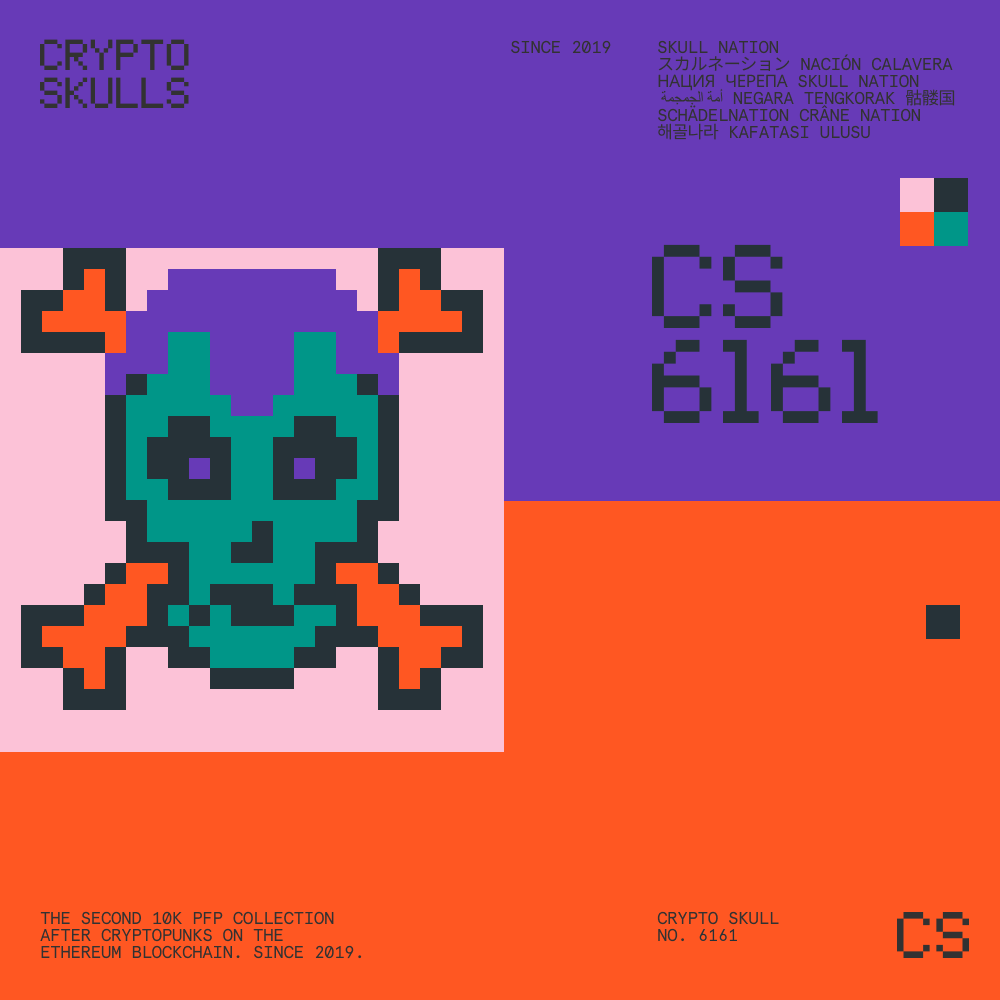 CRYPTO
SKULLS
SINCE 2019
SKULL NATION
スカルネーション NACIÓN CALAVERA
НАЦИЯ ЧЕРЕПА SKULL NATION
أمة الجمجمة NEGARA TENGKORAK 骷髅国
SCHÄDELNATION CRÂNE NATION
해골나라 KAFATASI ULUSU
CS
6161
THE SECOND 10K PFP COLLECTION
AFTER CRYPTOPUNKS ON THE
ETHEREUM BLOCKCHAIN. SINCE 2019.
CRYPTO SKULL
NO. 6161
CS